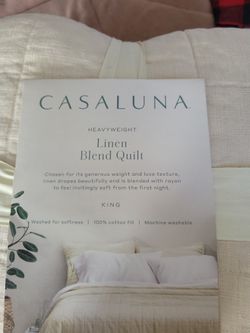 CASALUNA
HEAVYWEIGHT
Linen
Blend Quilt
Chosen for its generous weight and luxe texture,
linen drapes beautifully and is blended with rayon
to feel invitingly soft from the first night.
KING
Washed for softness | 100% cotton fill | Machine washable